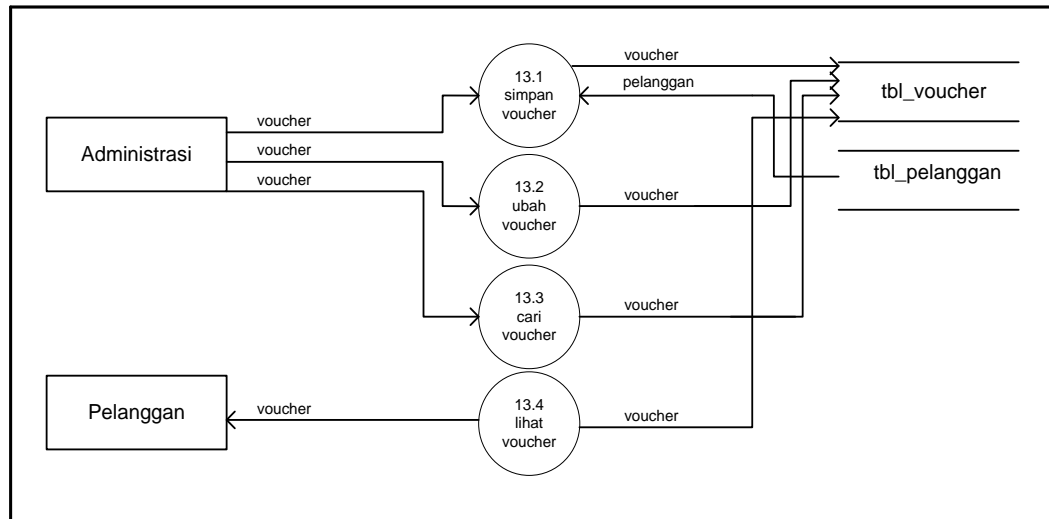 voucher
13.1
simpan
voucher
pelanggan
tbl_voucher
Administrasi
voucher
voucher
voucher
tbl_pelanggan
13.2
ubah
voucher
voucher
13.3
cari
voucher
voucher
Pelanggan
voucher
13.4
lihat
voucher
voucher